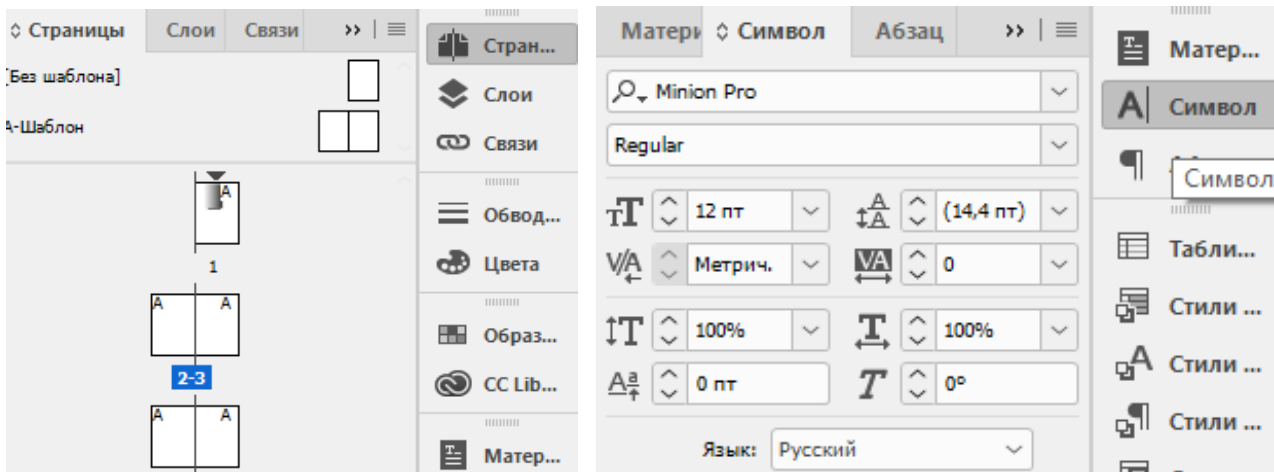 Страницы
Слои
Связи
[Без шаблона]
A-Шаблон
A
1
A A
2-3
A A
Стран...
Слои
Связи
Обвод...
Цвета
Образ...
CC Lib...
Матер...
Матери
Символ
Абзац
Minion Pro
Regular
12 пт
(14,4 пт)
Метрич.
0
100%
100%
0 пт
0°
Язык: Русский
Матер...
Символ
Символ
Табли...
Стили ...
Стили ...
Стили ...